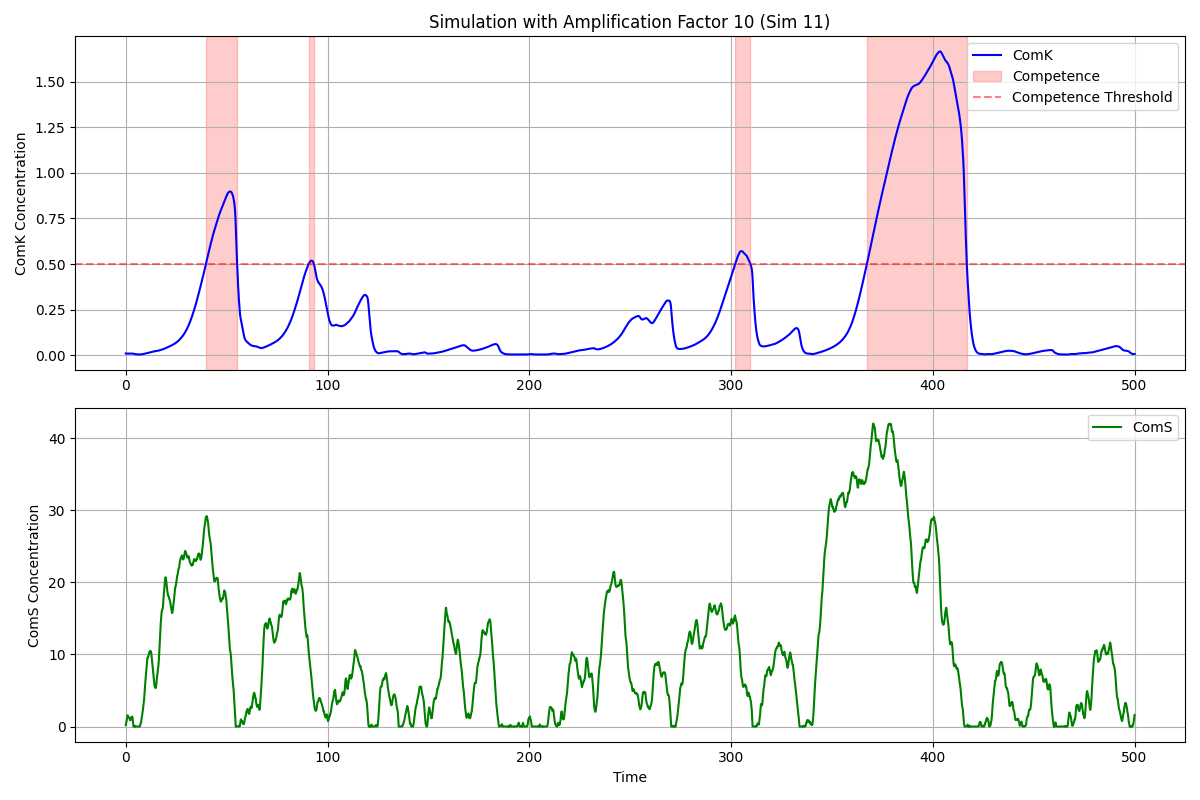 Simulation with Amplification Factor 10 (Sim 11)
ComK Concentration
1.50
1.25
1.00
0.75
0.50
0.25
0.00
ComK
Competence
Competence Threshold
0 100 200 300 400 500
ComS Concentration
40
30
20
10
0
ComS
0 100 200 300 400 500
Time